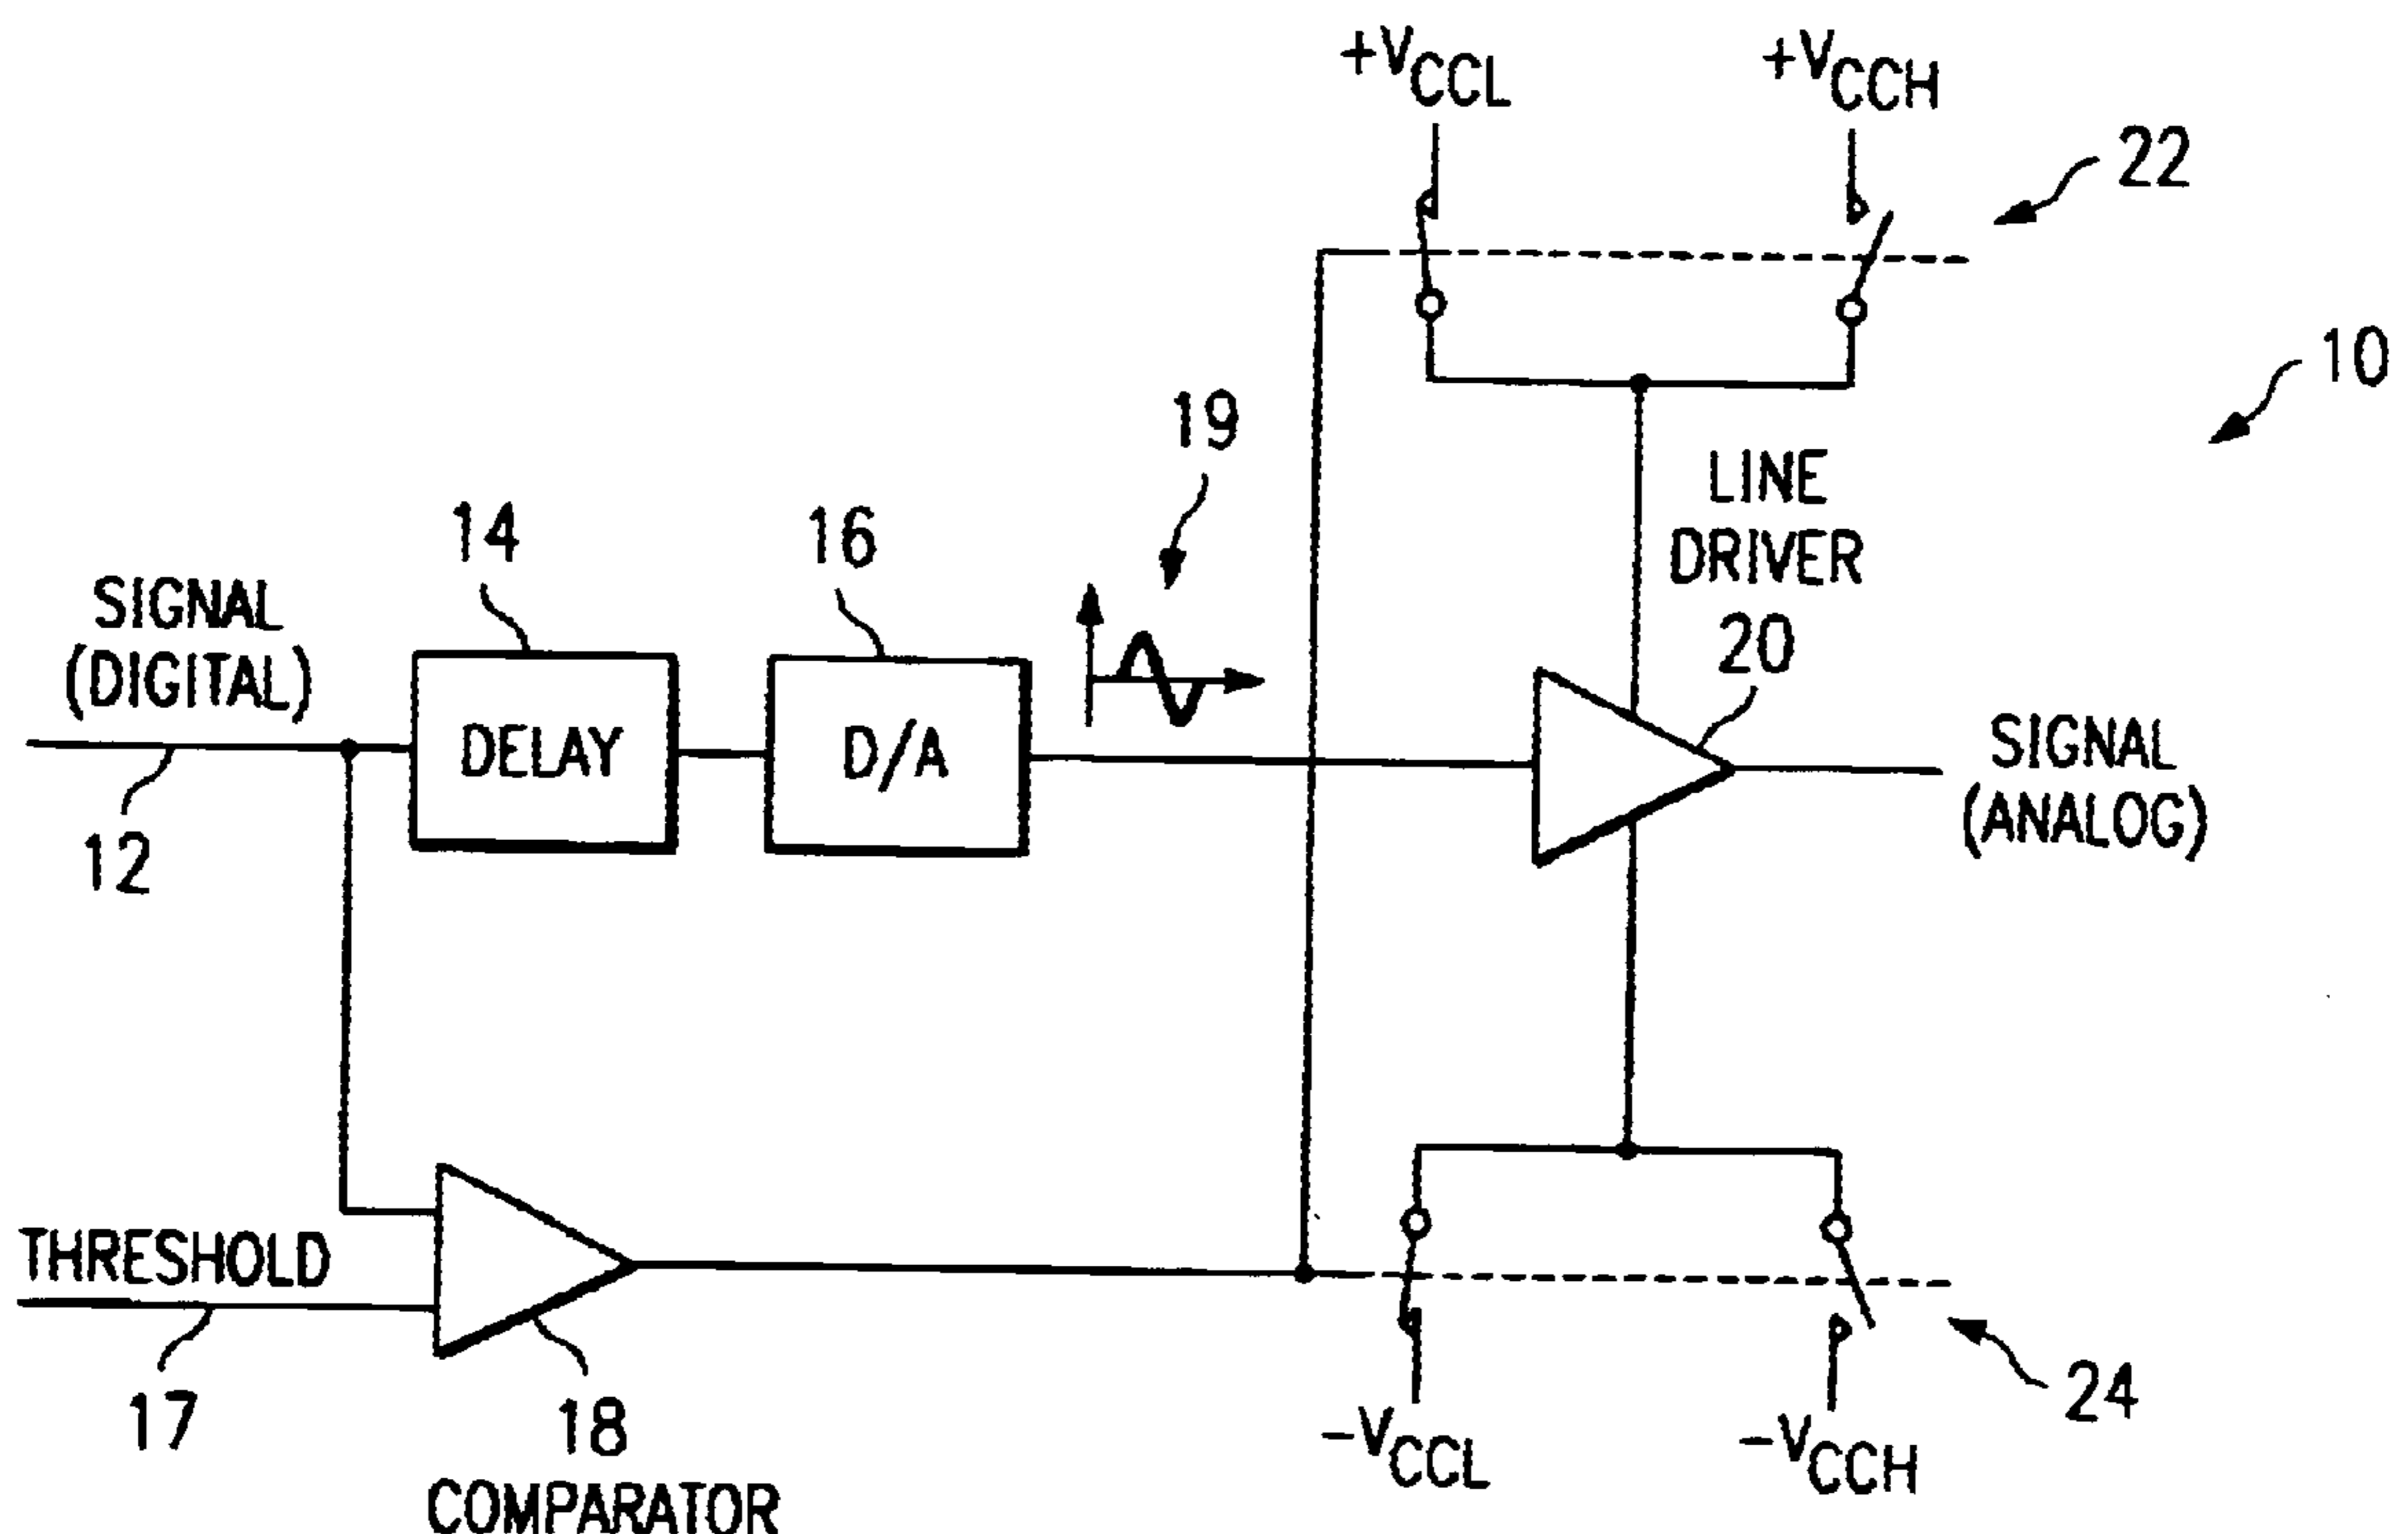 +VCCL
+VCCH
22
10
19
LINE
DRIVER
20
14
16
SIGNAL
(DIGITAL)
DELAY
D/A
SIGNAL
(ANALOG)
12
THRESHOLD
17
18
COMPARATOR
24
-VCCL
-VCCH